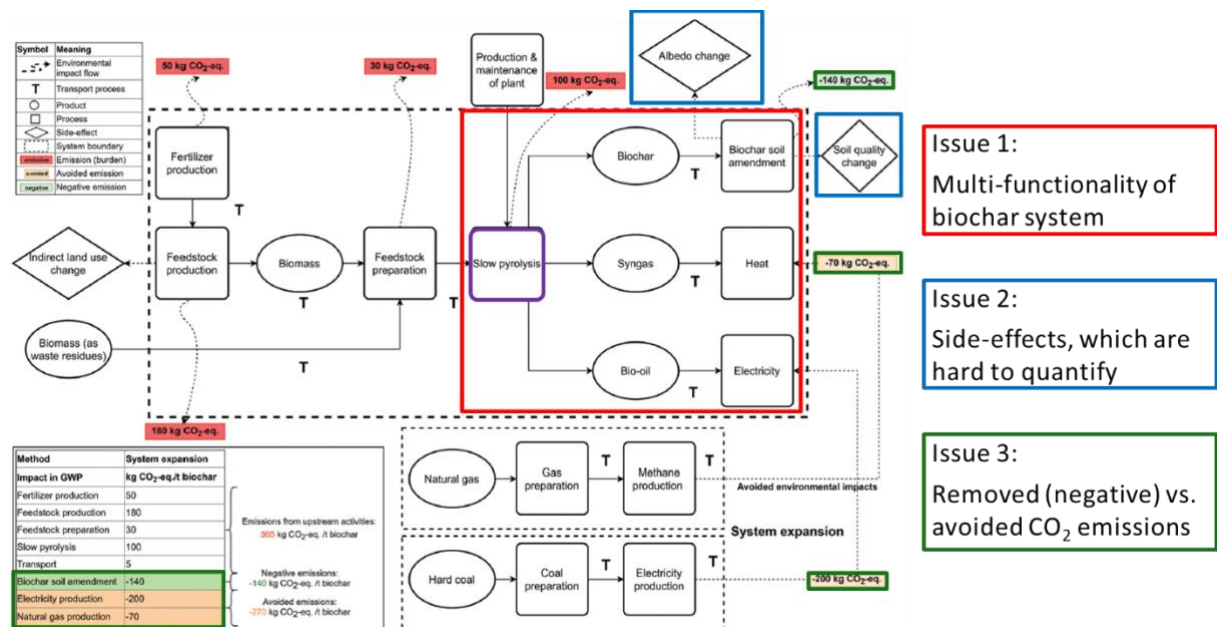 Symbol Meaning
Environmental
impact flow
T Transport process
Product
Process
Side-effect
System boundary
emission Emission (burden)
avoided Avoided emission
negative Negative emission
50 kg CO2-eq.
30 kg CO2-eq.
Production &
maintenance
of plant
100 kg CO2-eq.
Albedo change
-140 kg CO2-eq.
Fertilizer
production
T
Biochar
T
Biochar soil
amendment
Soil quality
change
Indirect land use
change
Feedstock
production
Biomass
T
Feedstock
preparation
T
Slow pyrolysis
Syngas
T
Heat
-70 kg CO2-eq.
Biomass (as
waste residues)
T
Bio-oil
T
Electricity
180 kg CO2-eq.
Method System expansion
Impact in GWP kg CO2-eq./t biochar
Fertilizer production 50
Feedstock production 180
Feedstock preparation 30
Slow pyrolysis 100
Transport 5
Biochar soil amendment -140
Electricity production -200
Natural gas production -70
Emissions from upstream activities:
365 kg CO2-eq. /t biochar
Negative emissions:
-140 kg CO2-eq. /t biochar
Avoided emissions:
-270 kg CO2-eq. /t biochar
Natural gas
Gas
preparation
T
Methane
production
T
Avoided environmental impacts
System expansion
Hard coal
Coal
preparation
T
Electricity
production
T
-200 kg CO2-eq.
Issue 1:
Multi-functionality of
biochar system
Issue 2:
Side-effects, which are
hard to quantify
Issue 3:
Removed (negative) vs.
avoided CO2 emissions